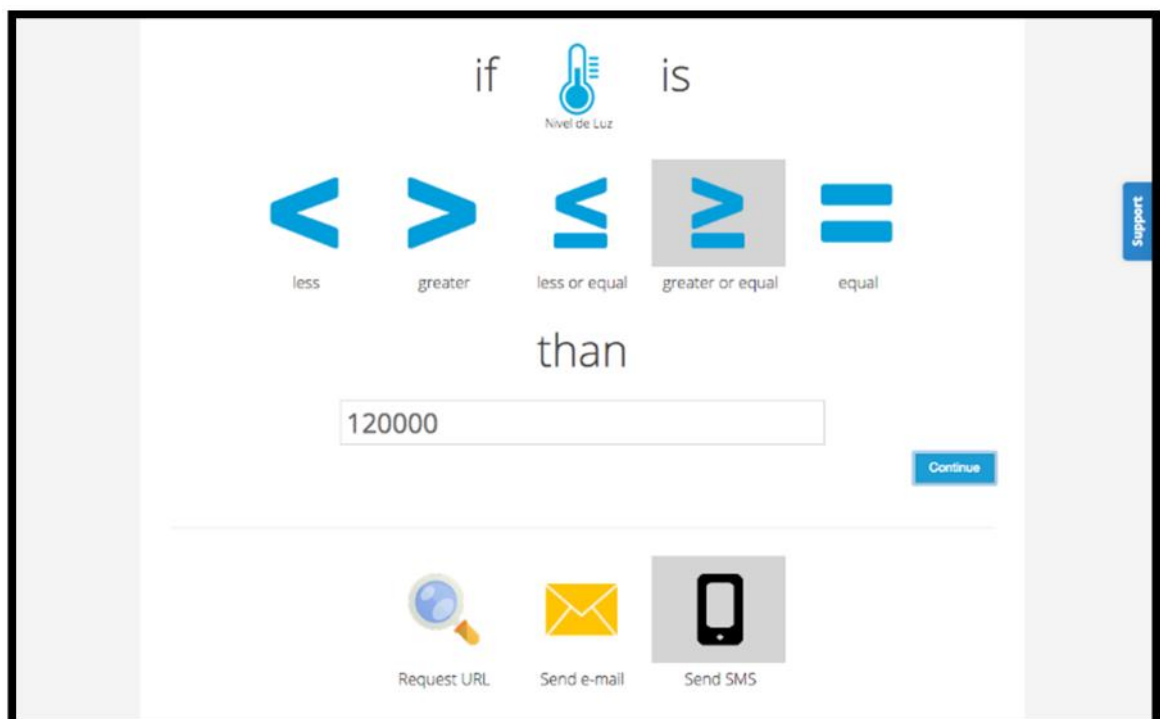 if is
Nivel de Luz
less greater less or equal greater or equal equal
Support
than
120000
Continue
Request URL Send e-mail Send SMS